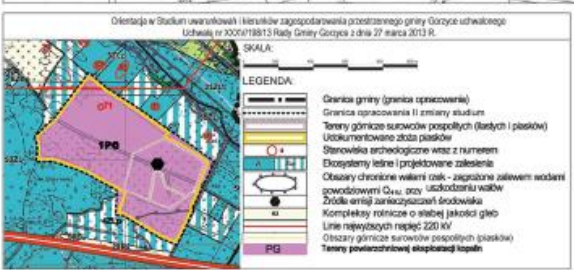 Orientacja w Studium uwarunkowań i kierunków zagospodarowania przestrzennego gminy Gorzyce uchwalonego
Uchwałą nr XXXV/198/13 Rady Gminy Gorzyce z dnia 27 marca 2013 R.
SKALA:
LEGENDA:
Granica gminy (granica opracowania)
Granica opracowania II zmiany studium
Tereny górnicze surowców pospolitych (ilastych i piasków)
Udokumentowane złoża piasków
Stanowiska archeologiczne wraz z numerem
Ekosystemy leśne i projektowane zalesienia
Obszary chronione wałami rzek - zagrożone zalewem wodami
powodziowymi Q przy uszkodzeniu wałów
Źródła emisji zanieczyszczeń środowiska
Kompleksy rolnicze o słabej jakości gleb
Linie najwyższych napięć 220 kV
Obszary górnicze surowców pospolitych (piasków)
PG Tereny powierzchniowej eksploatacji kopalin
71
1PG